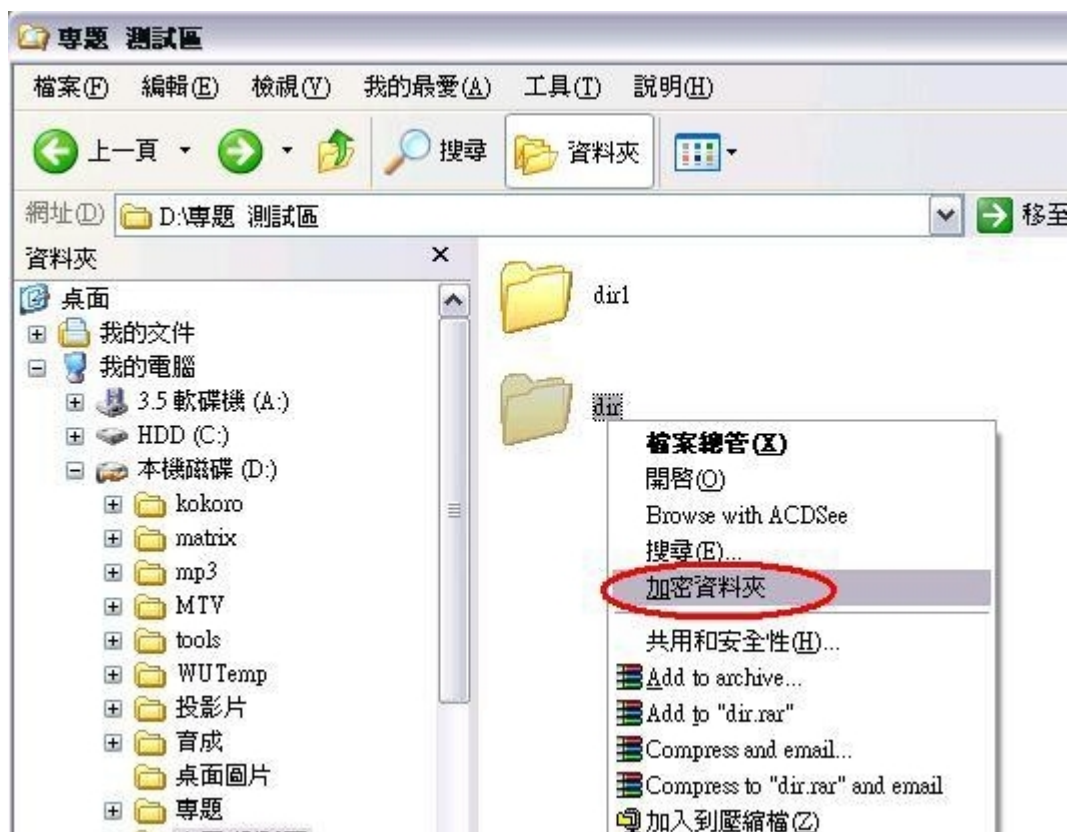 專題 測試區
檔案(F) 編輯(E) 檢視(V) 我的最愛(A) 工具(T) 說明(H)
上一頁 搜尋 資料夾
網址(D) D:\專題 測試區 移至
資料夾
桌面
我的文件
我的電腦
3.5 軟碟機 (A:)
HDD (C:)
本機磁碟 (D:)
kokoro
matrix
mp3
MTV
tools
WUTemp
投影片
育成
桌面圖片
專題
dir1
dir
檔案總管(X)
開啓(O)
Browse with ACDSee
搜尋(E)...
加密資料夾
共用和安全性(H)...
Add to archive...
Add to "dir.rar"
Compress and email...
Compress to "dir.rar" and email
加入到壓縮檔(Z)